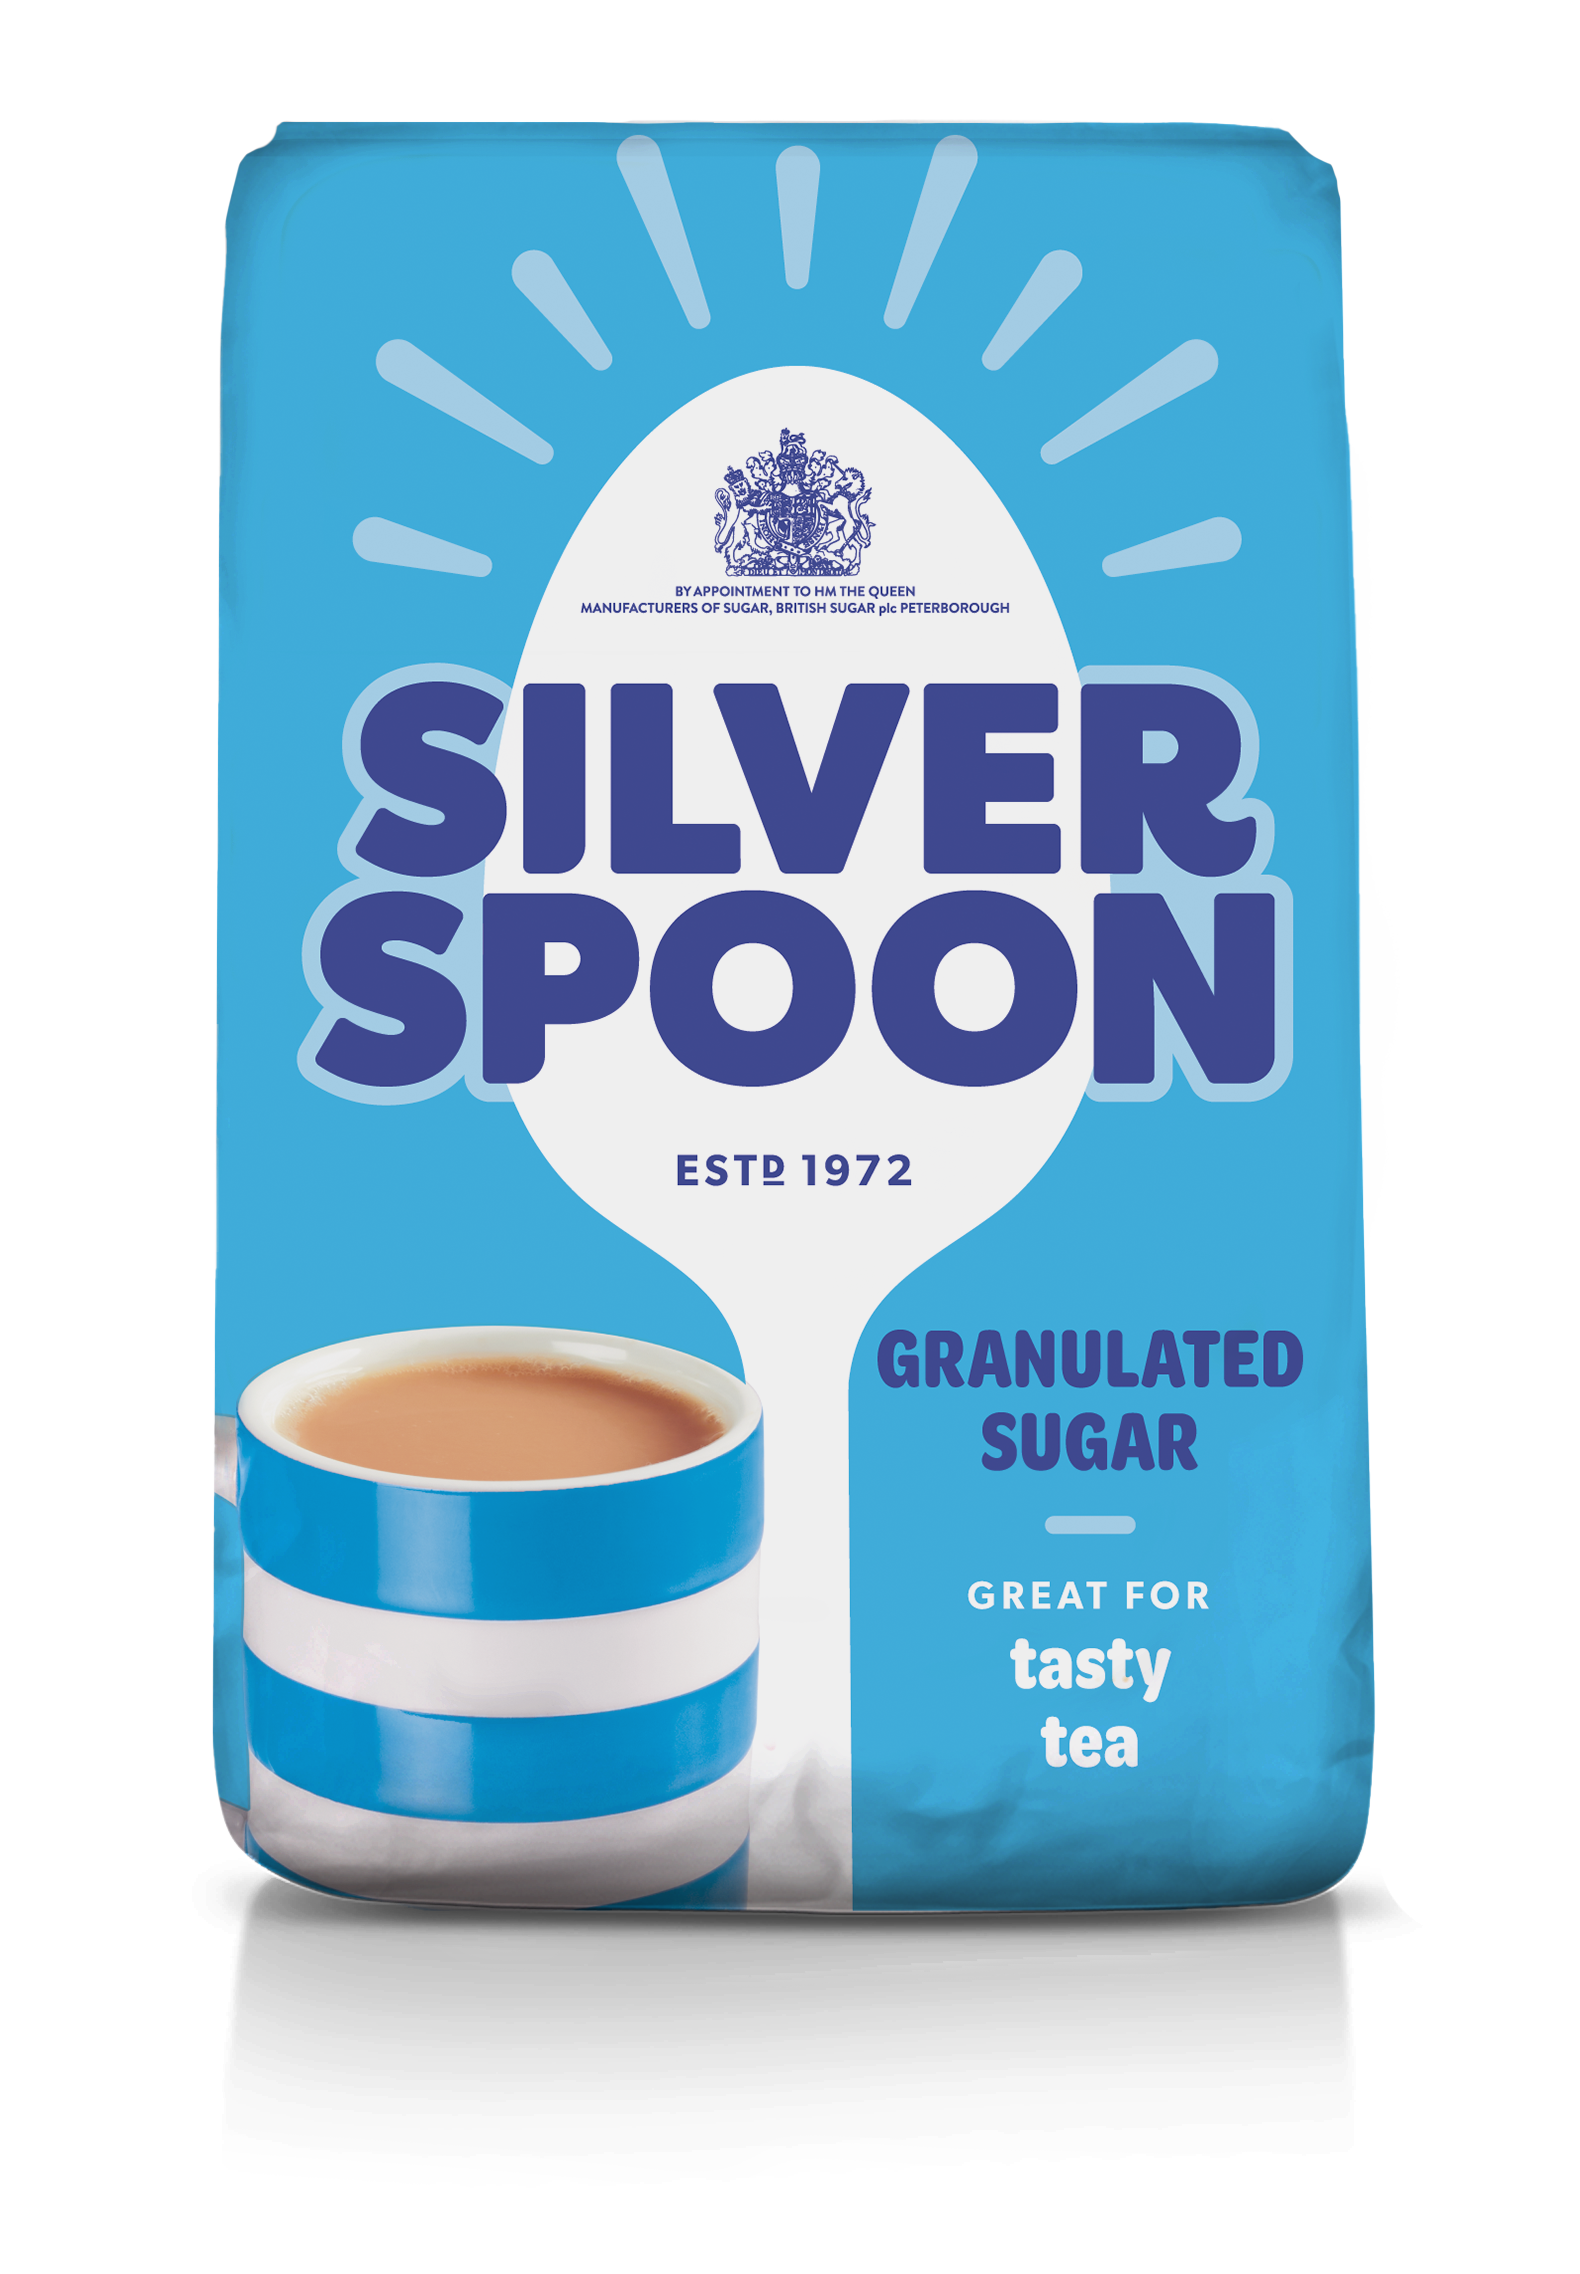 BY APPOINTMENT TO HM THE QUEEN
MANUFACTURERS OF SUGAR, BRITISH SUGAR plc PETERBOROUGH
SILVER
SPOON
ESTD 1972
GRANULATED
SUGAR
GREAT FOR
tasty
tea